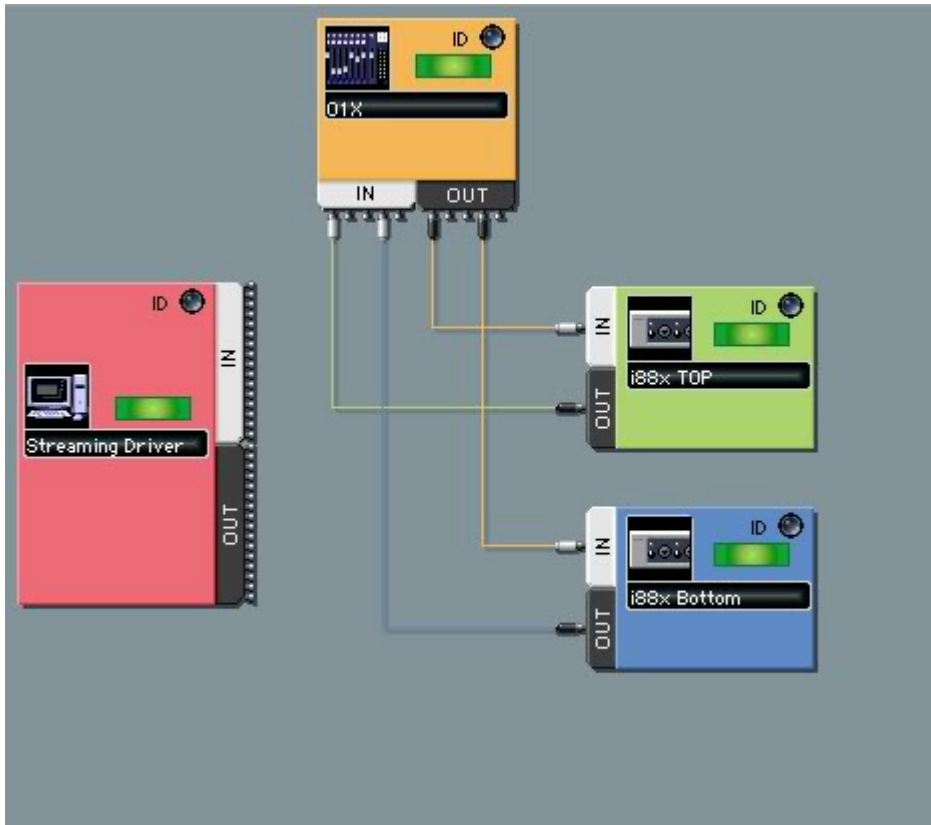 ID
01X
IN OUT
ID
IN
Streaming Driver
OUT
ID
IN
i88x TOP
OUT
ID
IN
i88x Bottom
OUT